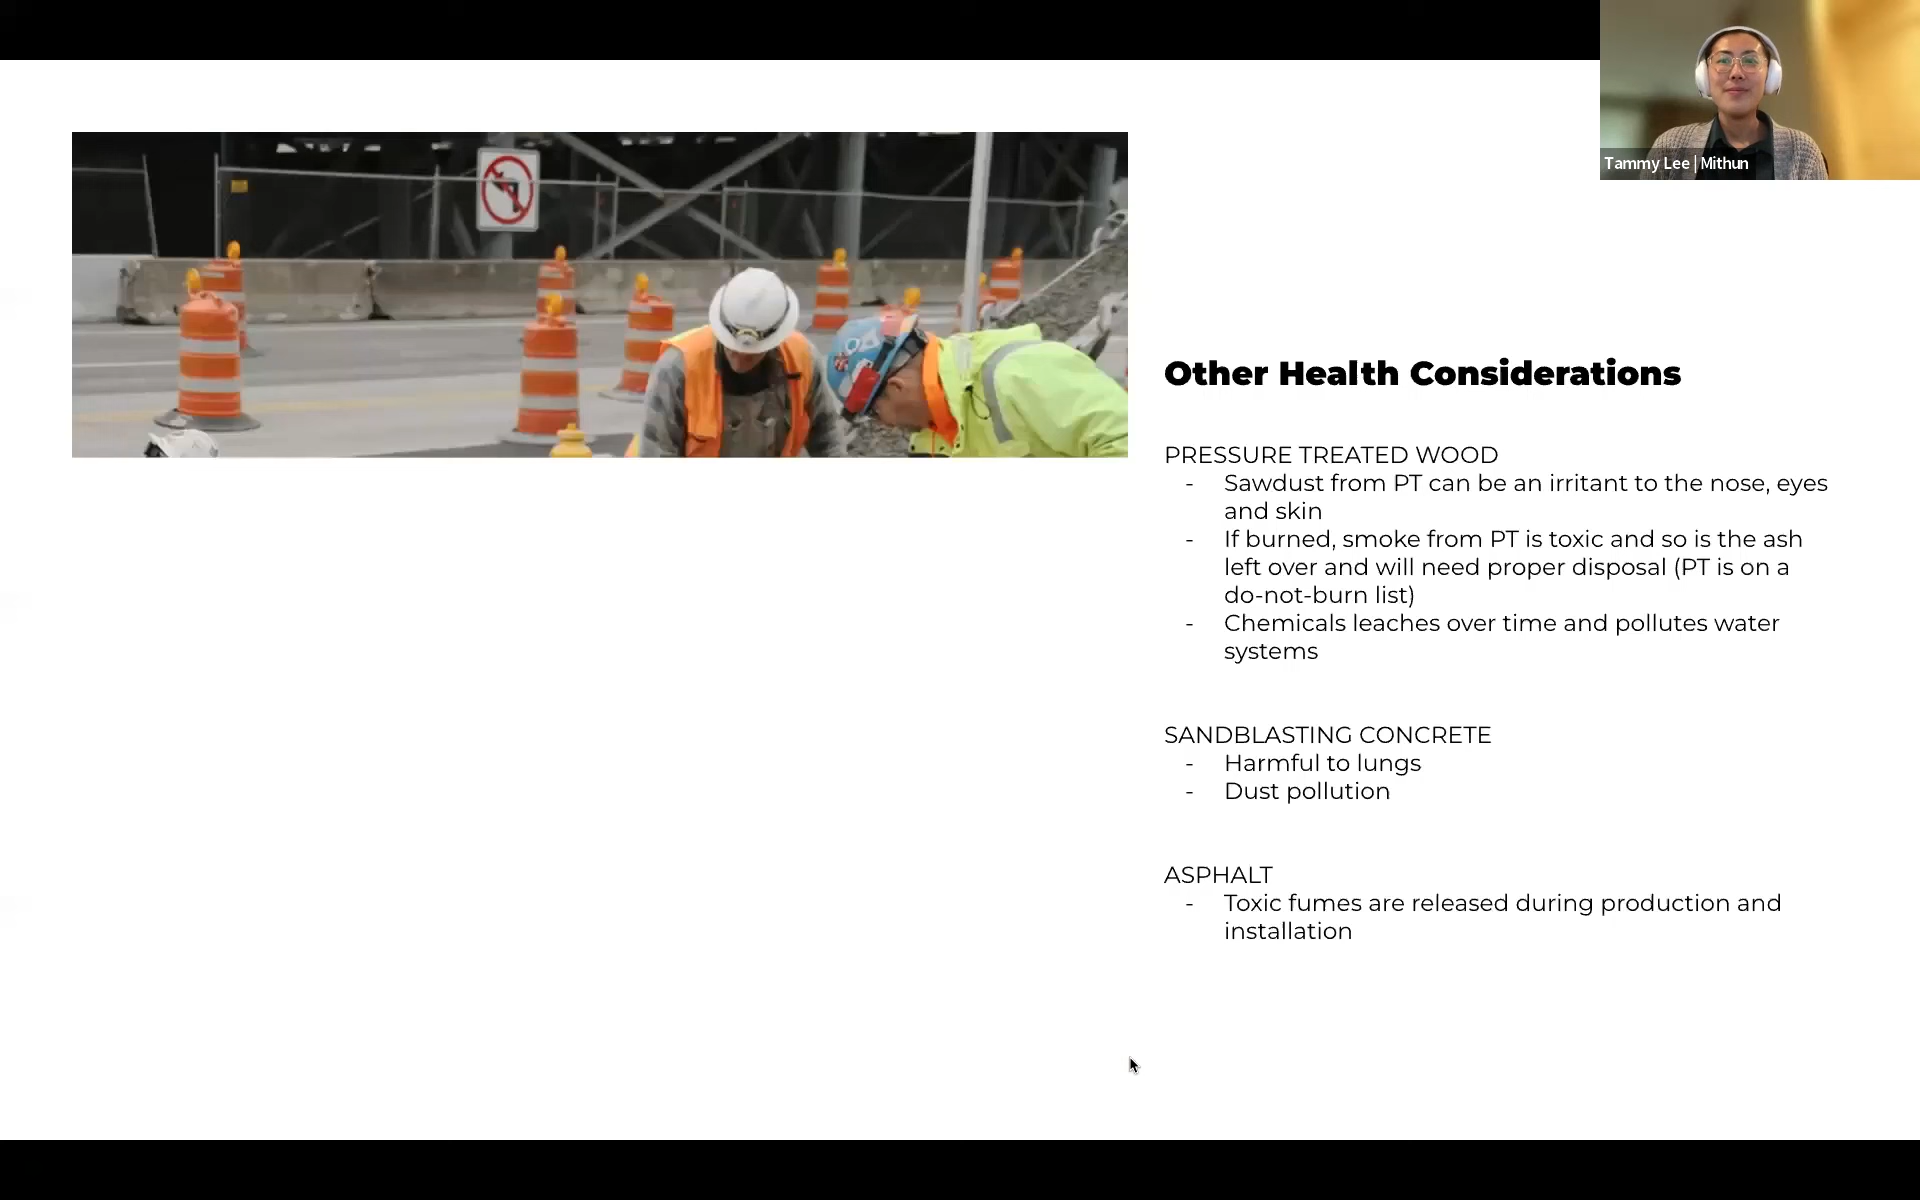 Tammy Lee | Mithun
Other Health Considerations
PRESSURE TREATED WOOD
- Sawdust from PT can be an irritant to the nose, eyes
and skin
- If burned, smoke from PT is toxic and so is the ash
left over and will need proper disposal (PT is on a
do-not-burn list)
- Chemicals leaches over time and pollutes water
systems
SANDBLASTING CONCRETE
- Harmful to lungs
- Dust pollution
ASPHALT
- Toxic fumes are released during production and
installation